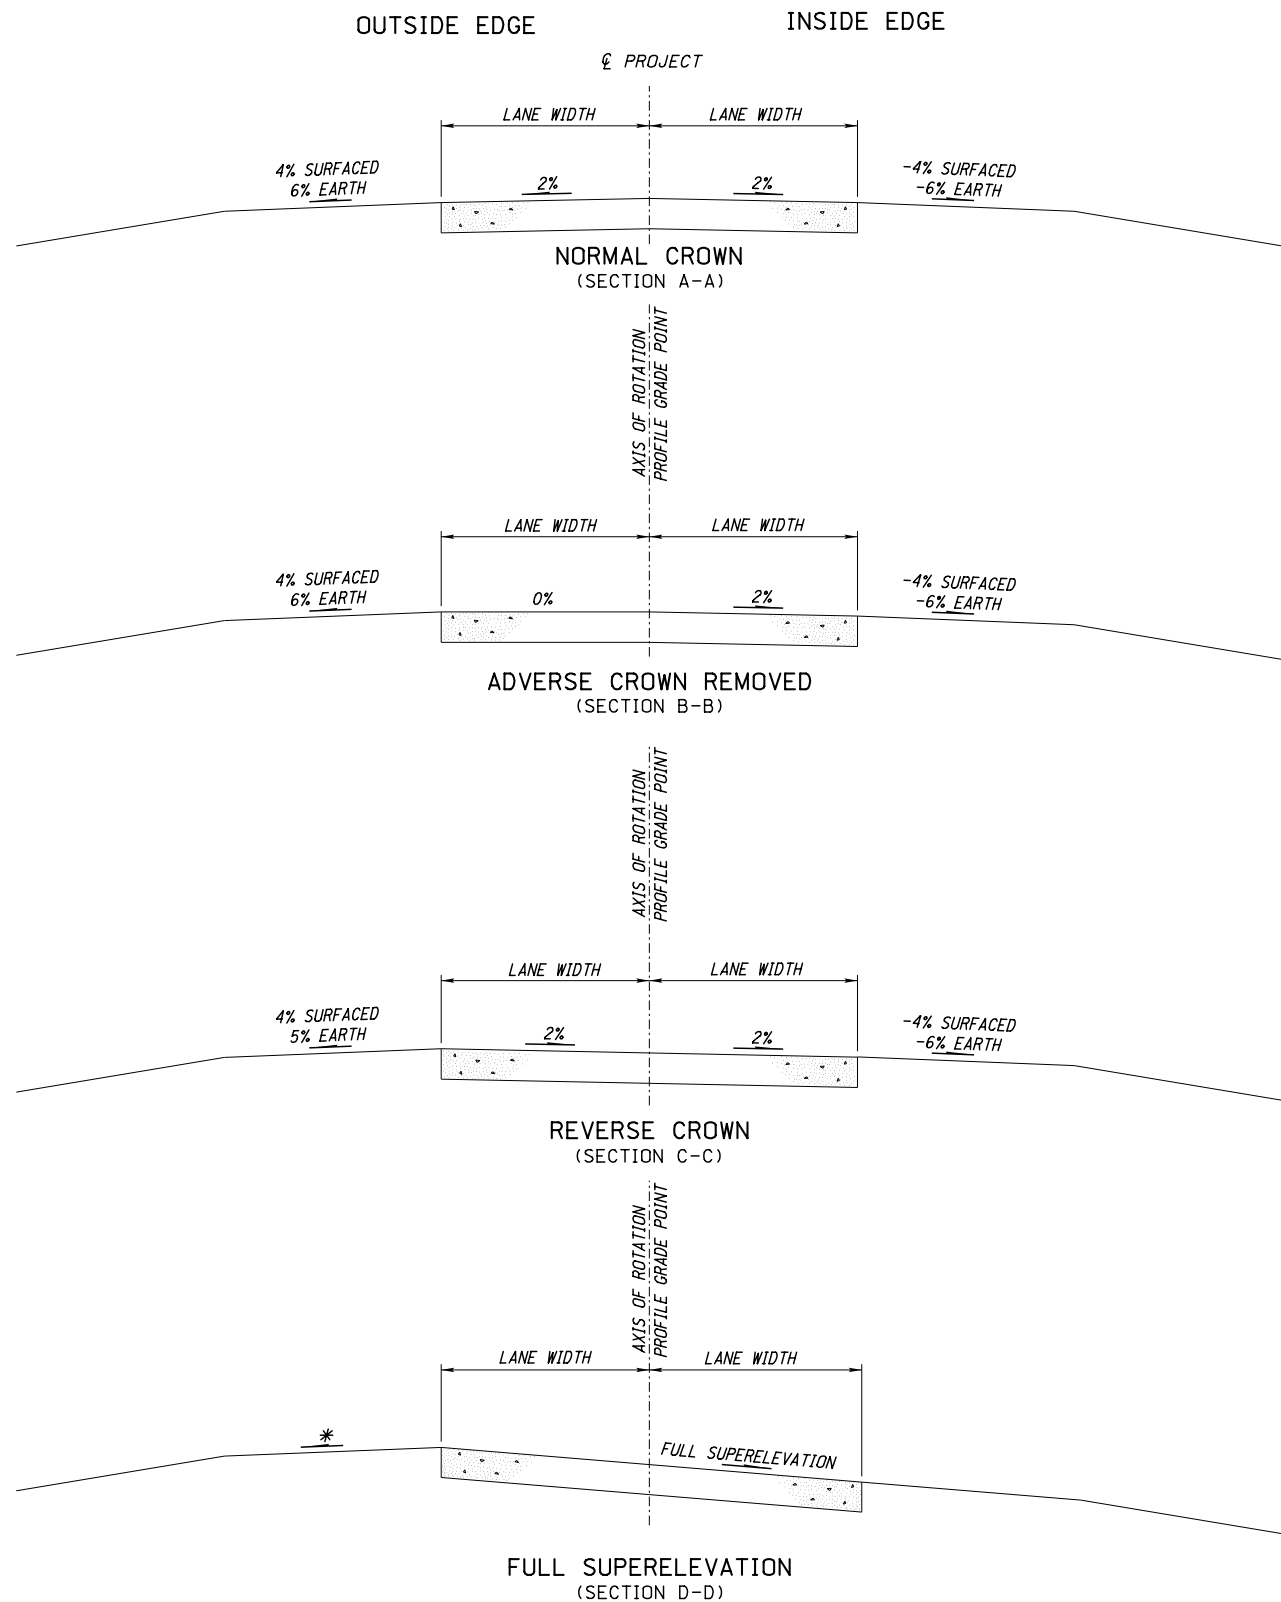 OUTSIDE EDGE
INSIDE EDGE
℄ PROJECT
LANE WIDTH
LANE WIDTH
4% SURFACED
6% EARTH
2%
2%
-4% SURFACED
-6% EARTH
NORMAL CROWN
(SECTION A-A)
AXIS OF ROTATION
PROFILE GRADE POINT
LANE WIDTH
LANE WIDTH
4% SURFACED
6% EARTH
0%
2%
-4% SURFACED
-6% EARTH
ADVERSE CROWN REMOVED
(SECTION B-B)
AXIS OF ROTATION
PROFILE GRADE POINT
LANE WIDTH
LANE WIDTH
4% SURFACED
5% EARTH
2%
2%
-4% SURFACED
-6% EARTH
REVERSE CROWN
(SECTION C-C)
AXIS OF ROTATION
PROFILE GRADE POINT
LANE WIDTH
LANE WIDTH
*
FULL SUPERELEVATION
FULL SUPERELEVATION
(SECTION D-D)